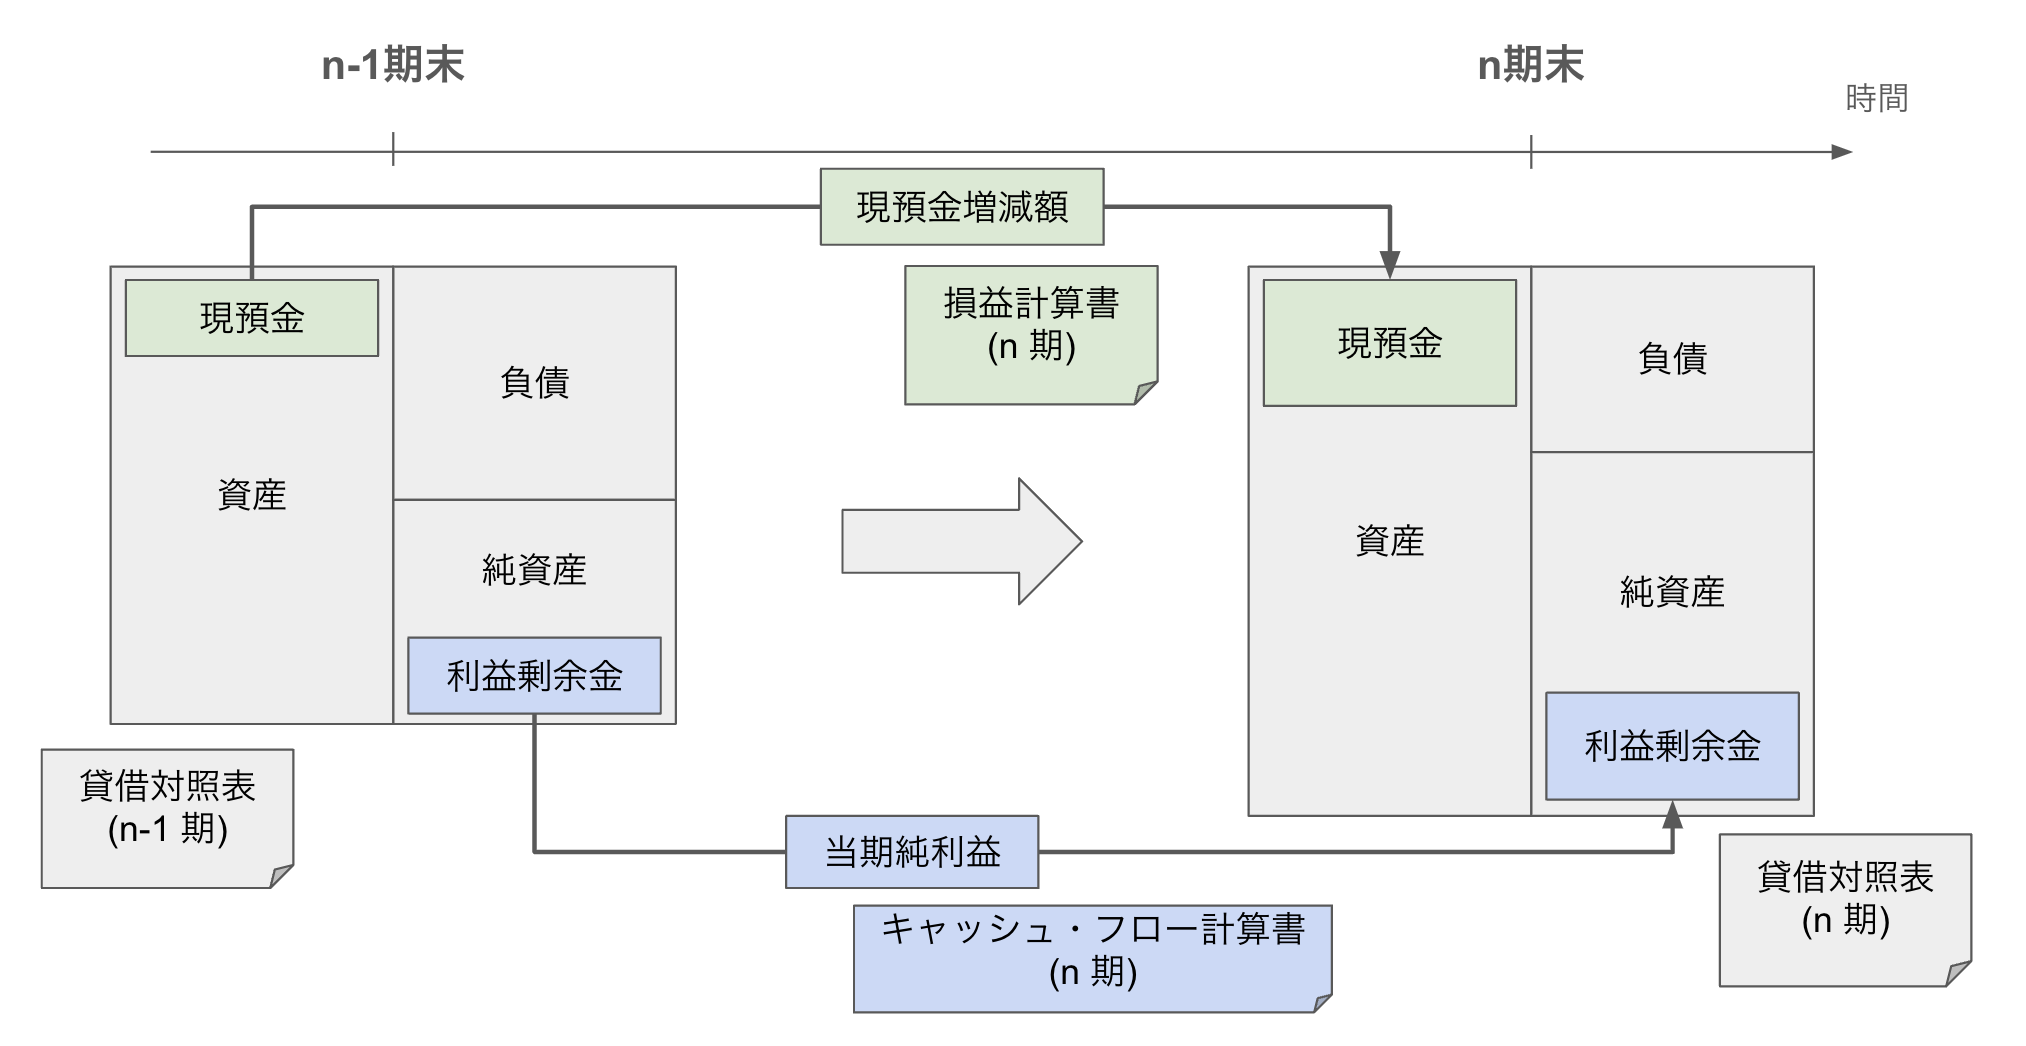 n-1期末
n期末
時間
現預金増減額
損益計算書
(n 期)
現預金
負債
資産
純資産
利益剰余金
現預金
負債
資産
純資産
利益剰余金
貸借対照表
(n-1 期)
当期純利益
キャッシュ・フロー計算書
(n 期)
貸借対照表
(n 期)